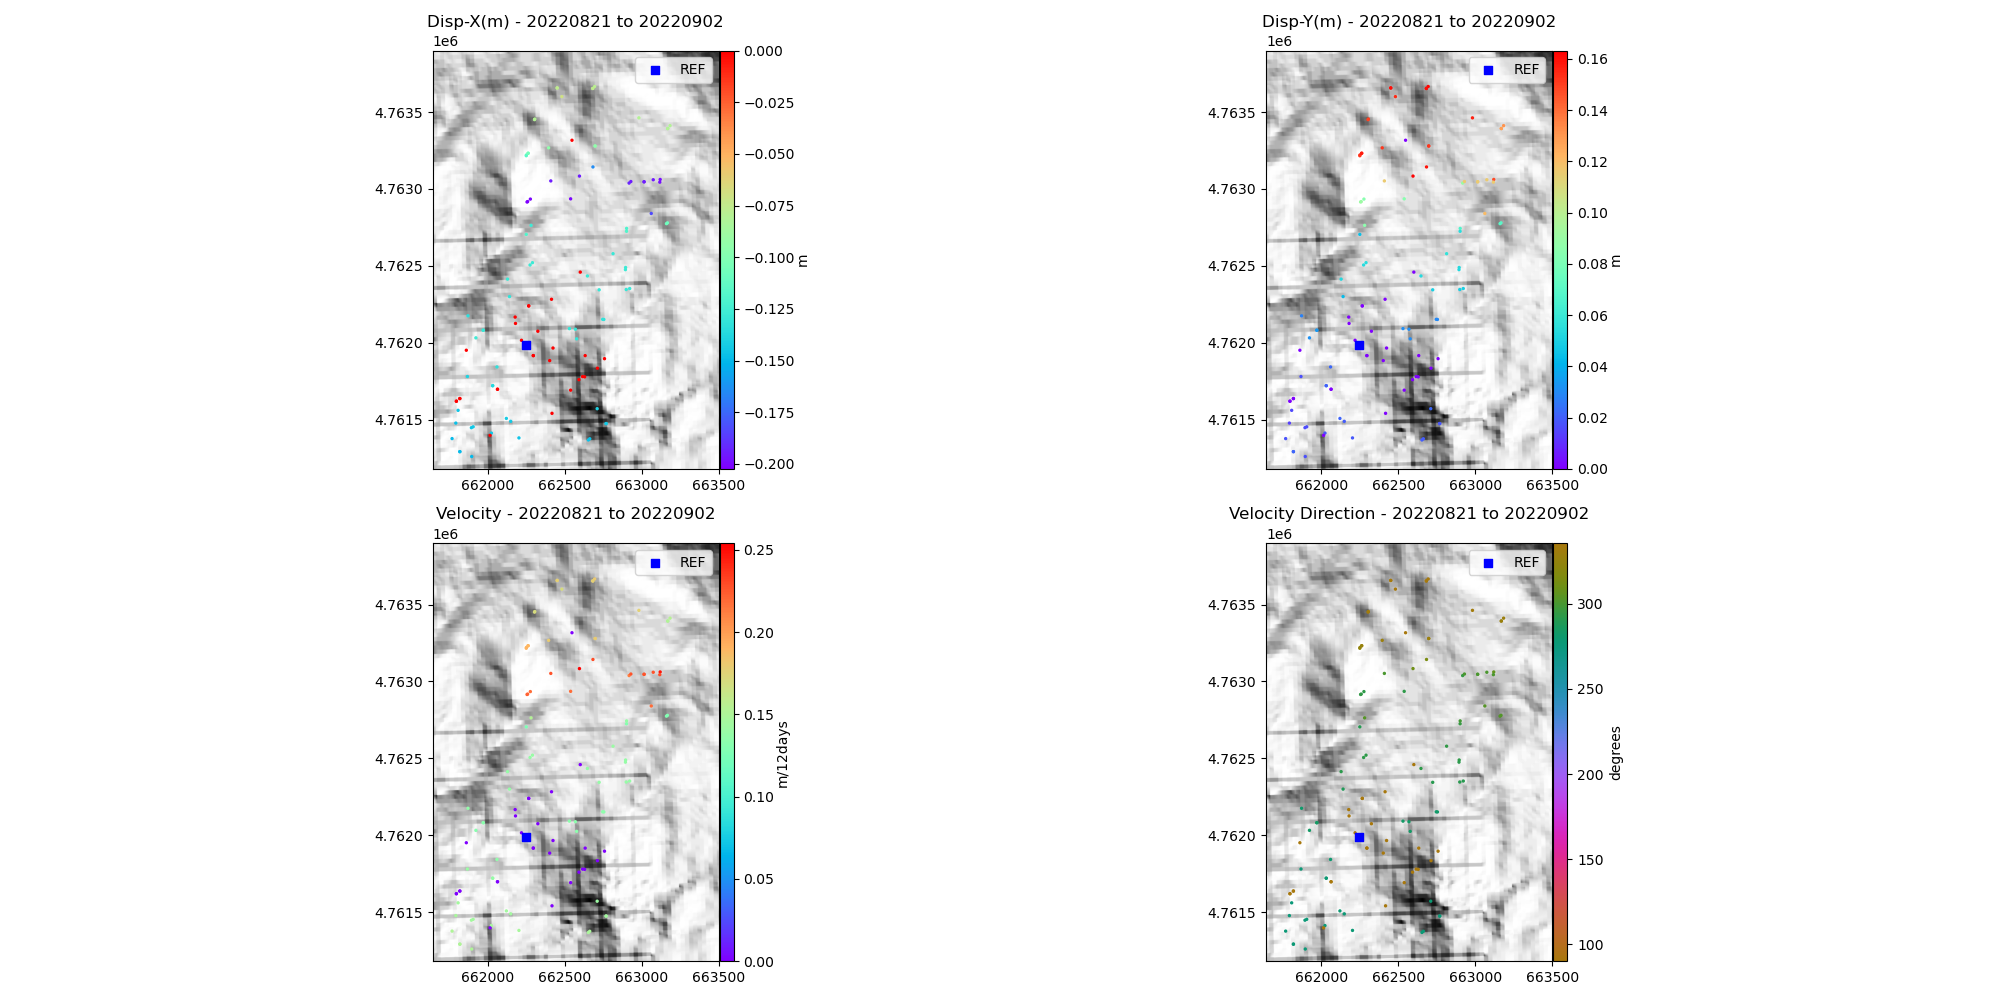 Disp-X(m) - 20220821 to 20220902
1e6
REF
4.7635
4.7630
4.7625
4.7620
4.7615
662000 662500 663000 663500
0.000
−0.025
−0.050
−0.075
−0.100
−0.125
−0.150
−0.175
−0.200
m
Disp-Y(m) - 20220821 to 20220902
1e6
REF
4.7635
4.7630
4.7625
4.7620
4.7615
662000 662500 663000 663500
0.16
0.14
0.12
0.10
0.08
0.06
0.04
0.02
0.00
m
Velocity - 20220821 to 20220902
1e6
REF
4.7635
4.7630
4.7625
4.7620
4.7615
662000 662500 663000 663500
0.25
0.20
0.15
0.10
0.05
0.00
m/12days
Velocity Direction - 20220821 to 20220902
1e6
REF
4.7635
4.7630
4.7625
4.7620
4.7615
662000 662500 663000 663500
300
250
200
150
100
degrees